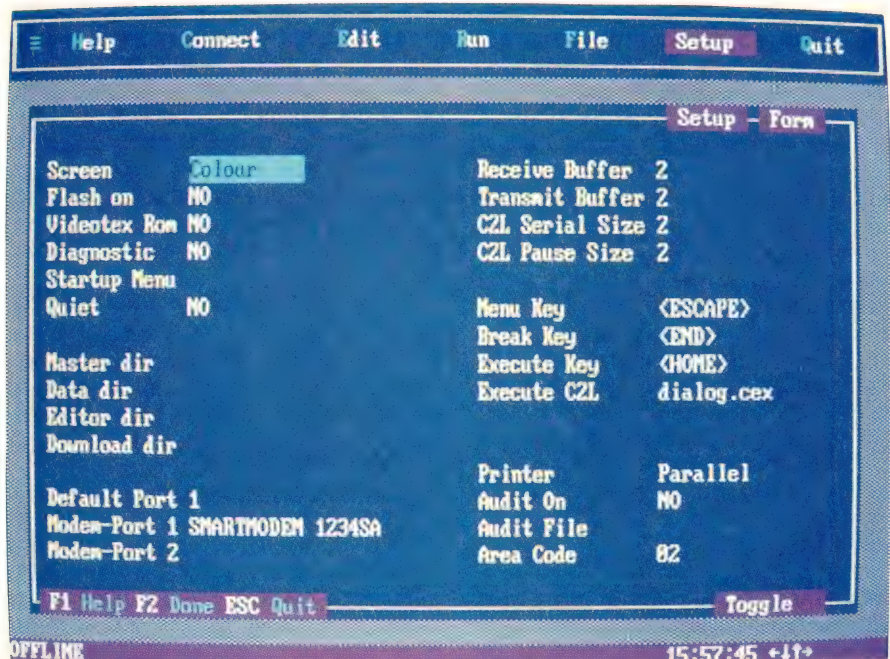 ≡ Help Connect Edit Run File Setup Quit
Setup Form
Screen Colour
Flash on NO
Videotex Rom NO
Diagnostic NO
Startup Menu
Quiet NO
Master dir
Data dir
Editor dir
Download dir
Default Port 1
Modem-Port 1 SMARTMODEM 1234SA
Modem-Port 2
Receive Buffer 2
Transmit Buffer 2
C2L Serial Size 2
C2L Pause Size 2
Menu Key <ESCAPE>
Break Key <END>
Execute Key <HOME>
Execute C2L dialog.cex
Printer Parallel
Audit On NO
Audit File
Area Code 02
F1 Help F2 Done ESC Quit
Toggle
OFFLINE 15:57:45 ←↓↑→